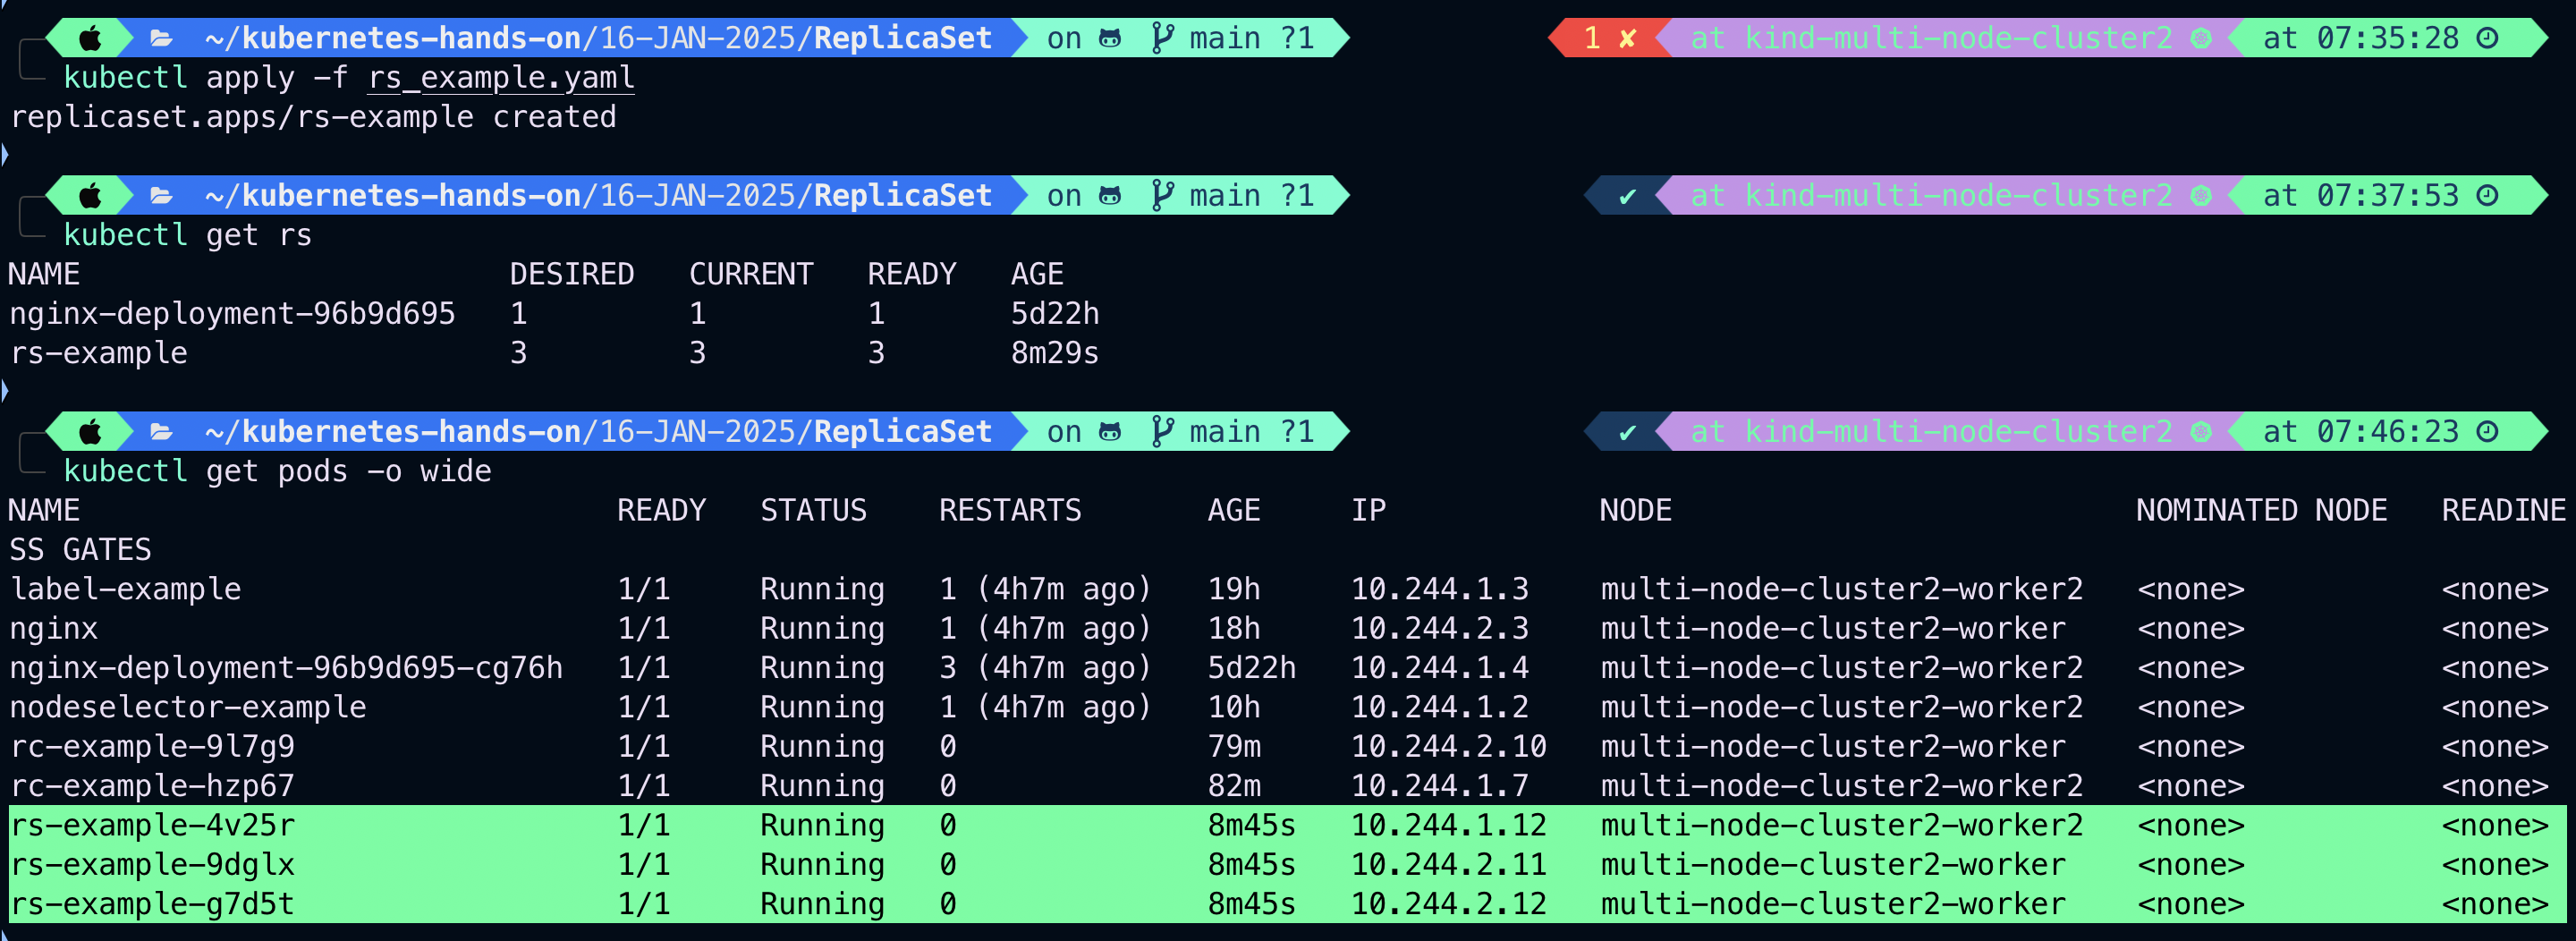 ~/kubernetes-hands-on/16-JAN-2025/ReplicaSet on main ?1 1 ✘ at kind-multi-node-cluster2 at 07:35:28
kubectl apply -f rs_example.yaml
replicaset.apps/rs-example created
~/kubernetes-hands-on/16-JAN-2025/ReplicaSet on main ?1 ✔ at kind-multi-node-cluster2 at 07:37:53
kubectl get rs
NAME DESIRED CURRENT READY AGE
nginx-deployment-96b9d695 1 1 1 5d22h
rs-example 3 3 3 8m29s
~/kubernetes-hands-on/16-JAN-2025/ReplicaSet on main ?1 ✔ at kind-multi-node-cluster2 at 07:46:23
kubectl get pods -o wide
NAME READY STATUS RESTARTS AGE IP NODE NOMINATED NODE READINE
SS GATES
label-example 1/1 Running 1 (4h7m ago) 19h 10.244.1.3 multi-node-cluster2-worker2 <none> <none>
nginx 1/1 Running 1 (4h7m ago) 18h 10.244.2.3 multi-node-cluster2-worker <none> <none>
nginx-deployment-96b9d695-cg76h 1/1 Running 3 (4h7m ago) 5d22h 10.244.1.4 multi-node-cluster2-worker2 <none> <none>
nodeselector-example 1/1 Running 1 (4h7m ago) 10h 10.244.1.2 multi-node-cluster2-worker2 <none> <none>
rc-example-9l7g9 1/1 Running 0 79m 10.244.2.10 multi-node-cluster2-worker <none> <none>
rc-example-hzp67 1/1 Running 0 82m 10.244.1.7 multi-node-cluster2-worker2 <none> <none>
rs-example-4v25r 1/1 Running 0 8m45s 10.244.1.12 multi-node-cluster2-worker2 <none> <none>
rs-example-9dglx 1/1 Running 0 8m45s 10.244.2.11 multi-node-cluster2-worker <none> <none>
rs-example-g7d5t 1/1 Running 0 8m45s 10.244.2.12 multi-node-cluster2-worker <none> <none>